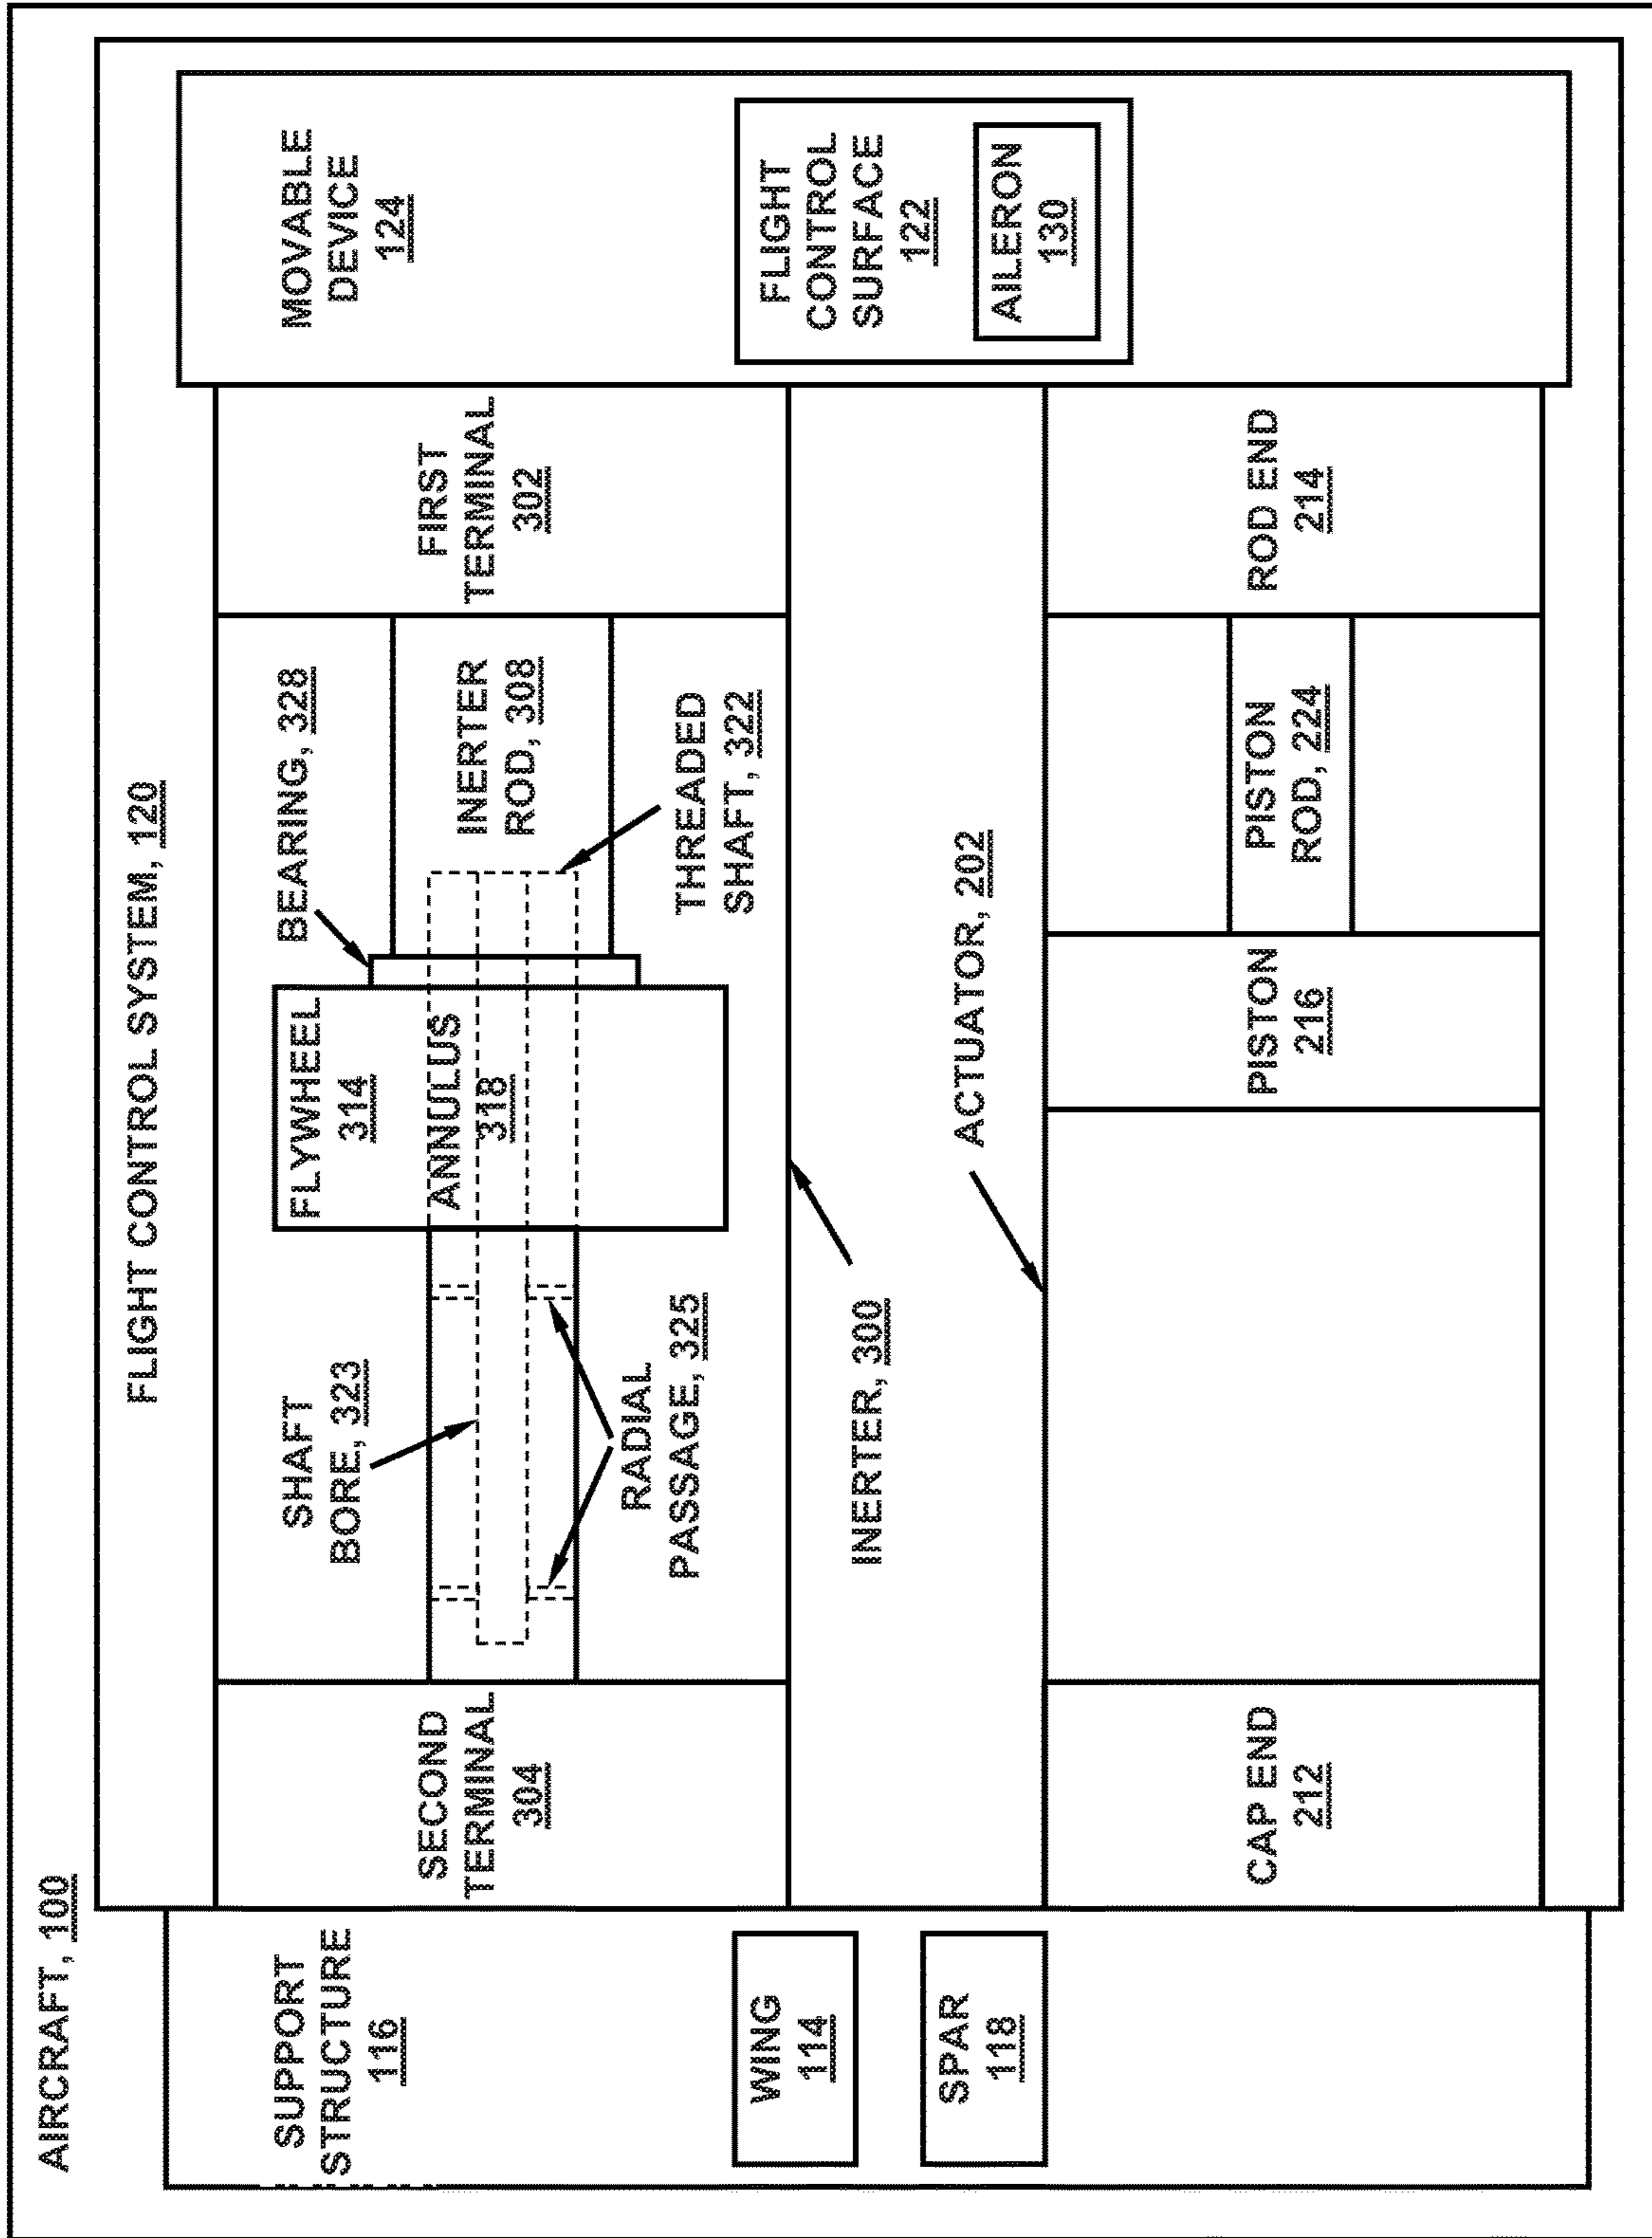 AIRCRAFT, 100
FLIGHT CONTROL SYSTEM, 120
SUPPORT
STRUCTURE
116
WING
114
SPAR
118
SECOND
TERMINAL
304
SHAFT
BORE, 323
RADIAL
PASSAGE, 325
FLYWHEEL
314
ANNULUS
318
BEARING, 328
INERTER
ROD, 308
THREADED
SHAFT, 322
FIRST
TERMINAL
302
MOVABLE
DEVICE
124
FLIGHT
CONTROL
SURFACE
122
AILERON
130
INERTER, 300
ACTUATOR, 202
CAP END
212
PISTON
216
PISTON
ROD, 224
ROD END
214